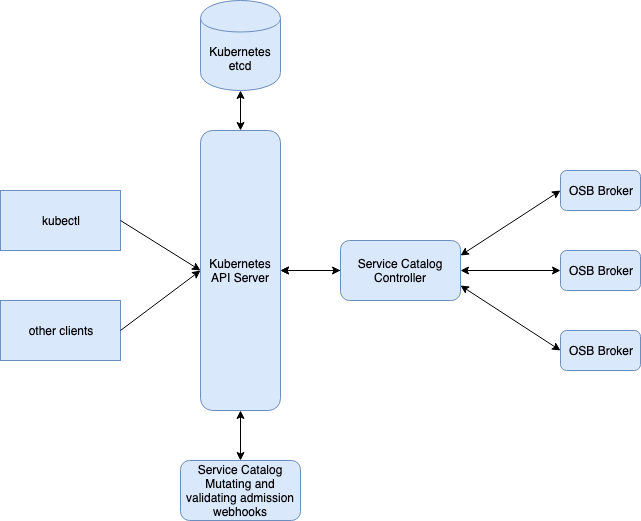 Kubernetes
etcd
kubectl
other clients
Kubernetes
API Server
Service Catalog
Controller
OSB Broker
OSB Broker
OSB Broker
Service Catalog
Mutating and
validating admission
webhooks